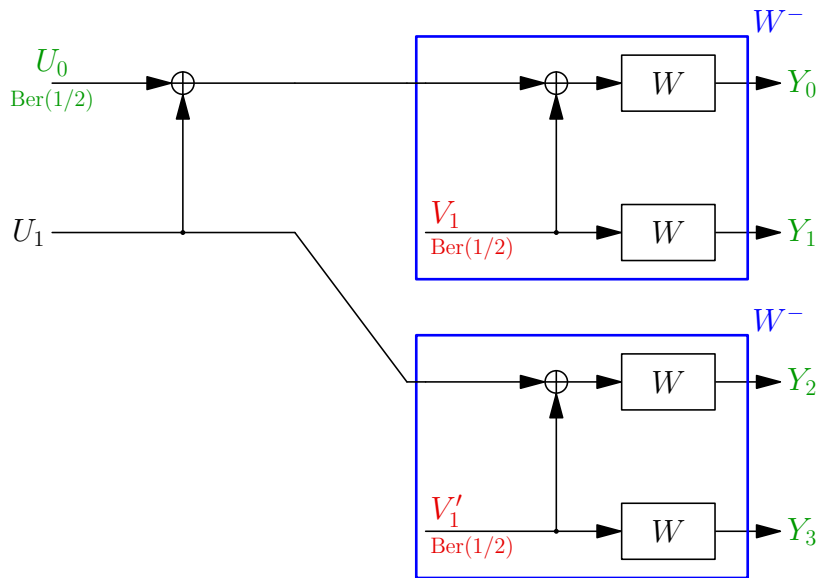 W⁻
U₀
Ber(1/2)
W
Y₀
U₁
V₁
Ber(1/2)
W
Y₁
W⁻
W
Y₂
V₁′
Ber(1/2)
W
Y₃